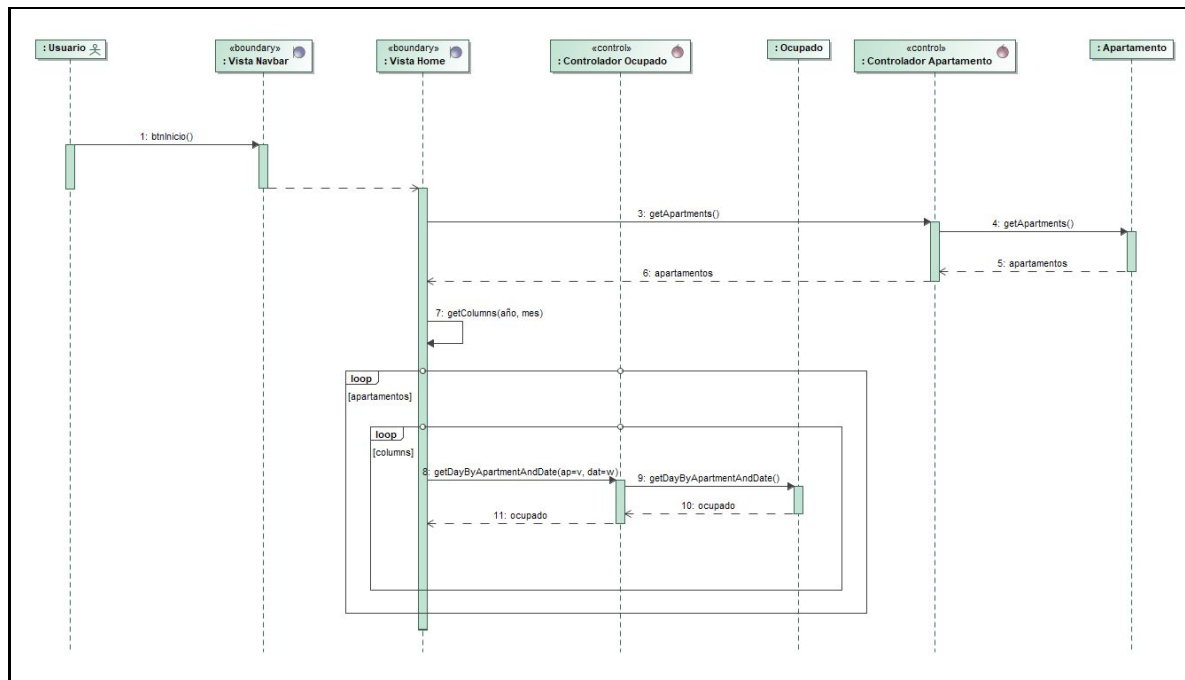 : Usuario
«boundary»
: Vista Navbar
«boundary»
: Vista Home
«control»
: Controlador Ocupado
: Ocupado
«control»
: Controlador Apartamento
: Apartamento
1: btnInicio()
3: getApartments()
4: getApartments()
5: apartamentos
6: apartamentos
7: getColumns(año, mes)
loop
[apartamentos]
loop
[columns]
8: getDayByApartmentAndDate(ap=v, dat=w)
9: getDayByApartmentAndDate()
10: ocupado
11: ocupado